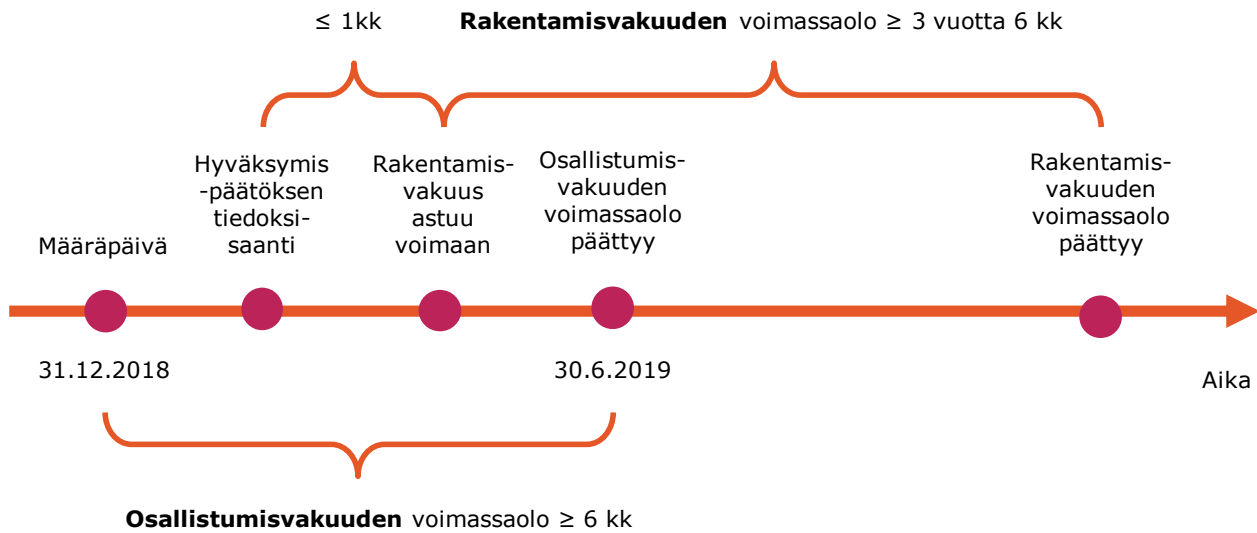 ≤ 1kk
Rakentamisvakuuden voimassaolo ≥ 3 vuotta 6 kk
Määräpäivä
Hyväksymis
-päätöksen
tiedoksi-
saanti
Rakentamis-
vakuus
astuu
voimaan
Osallistumis-
vakuuden
voimassaolo
päättyy
Rakentamis-
vakuuden
voimassaolo
päättyy
31.12.2018
30.6.2019
Aika
Osallistumisvakuuden voimassaolo ≥ 6 kk